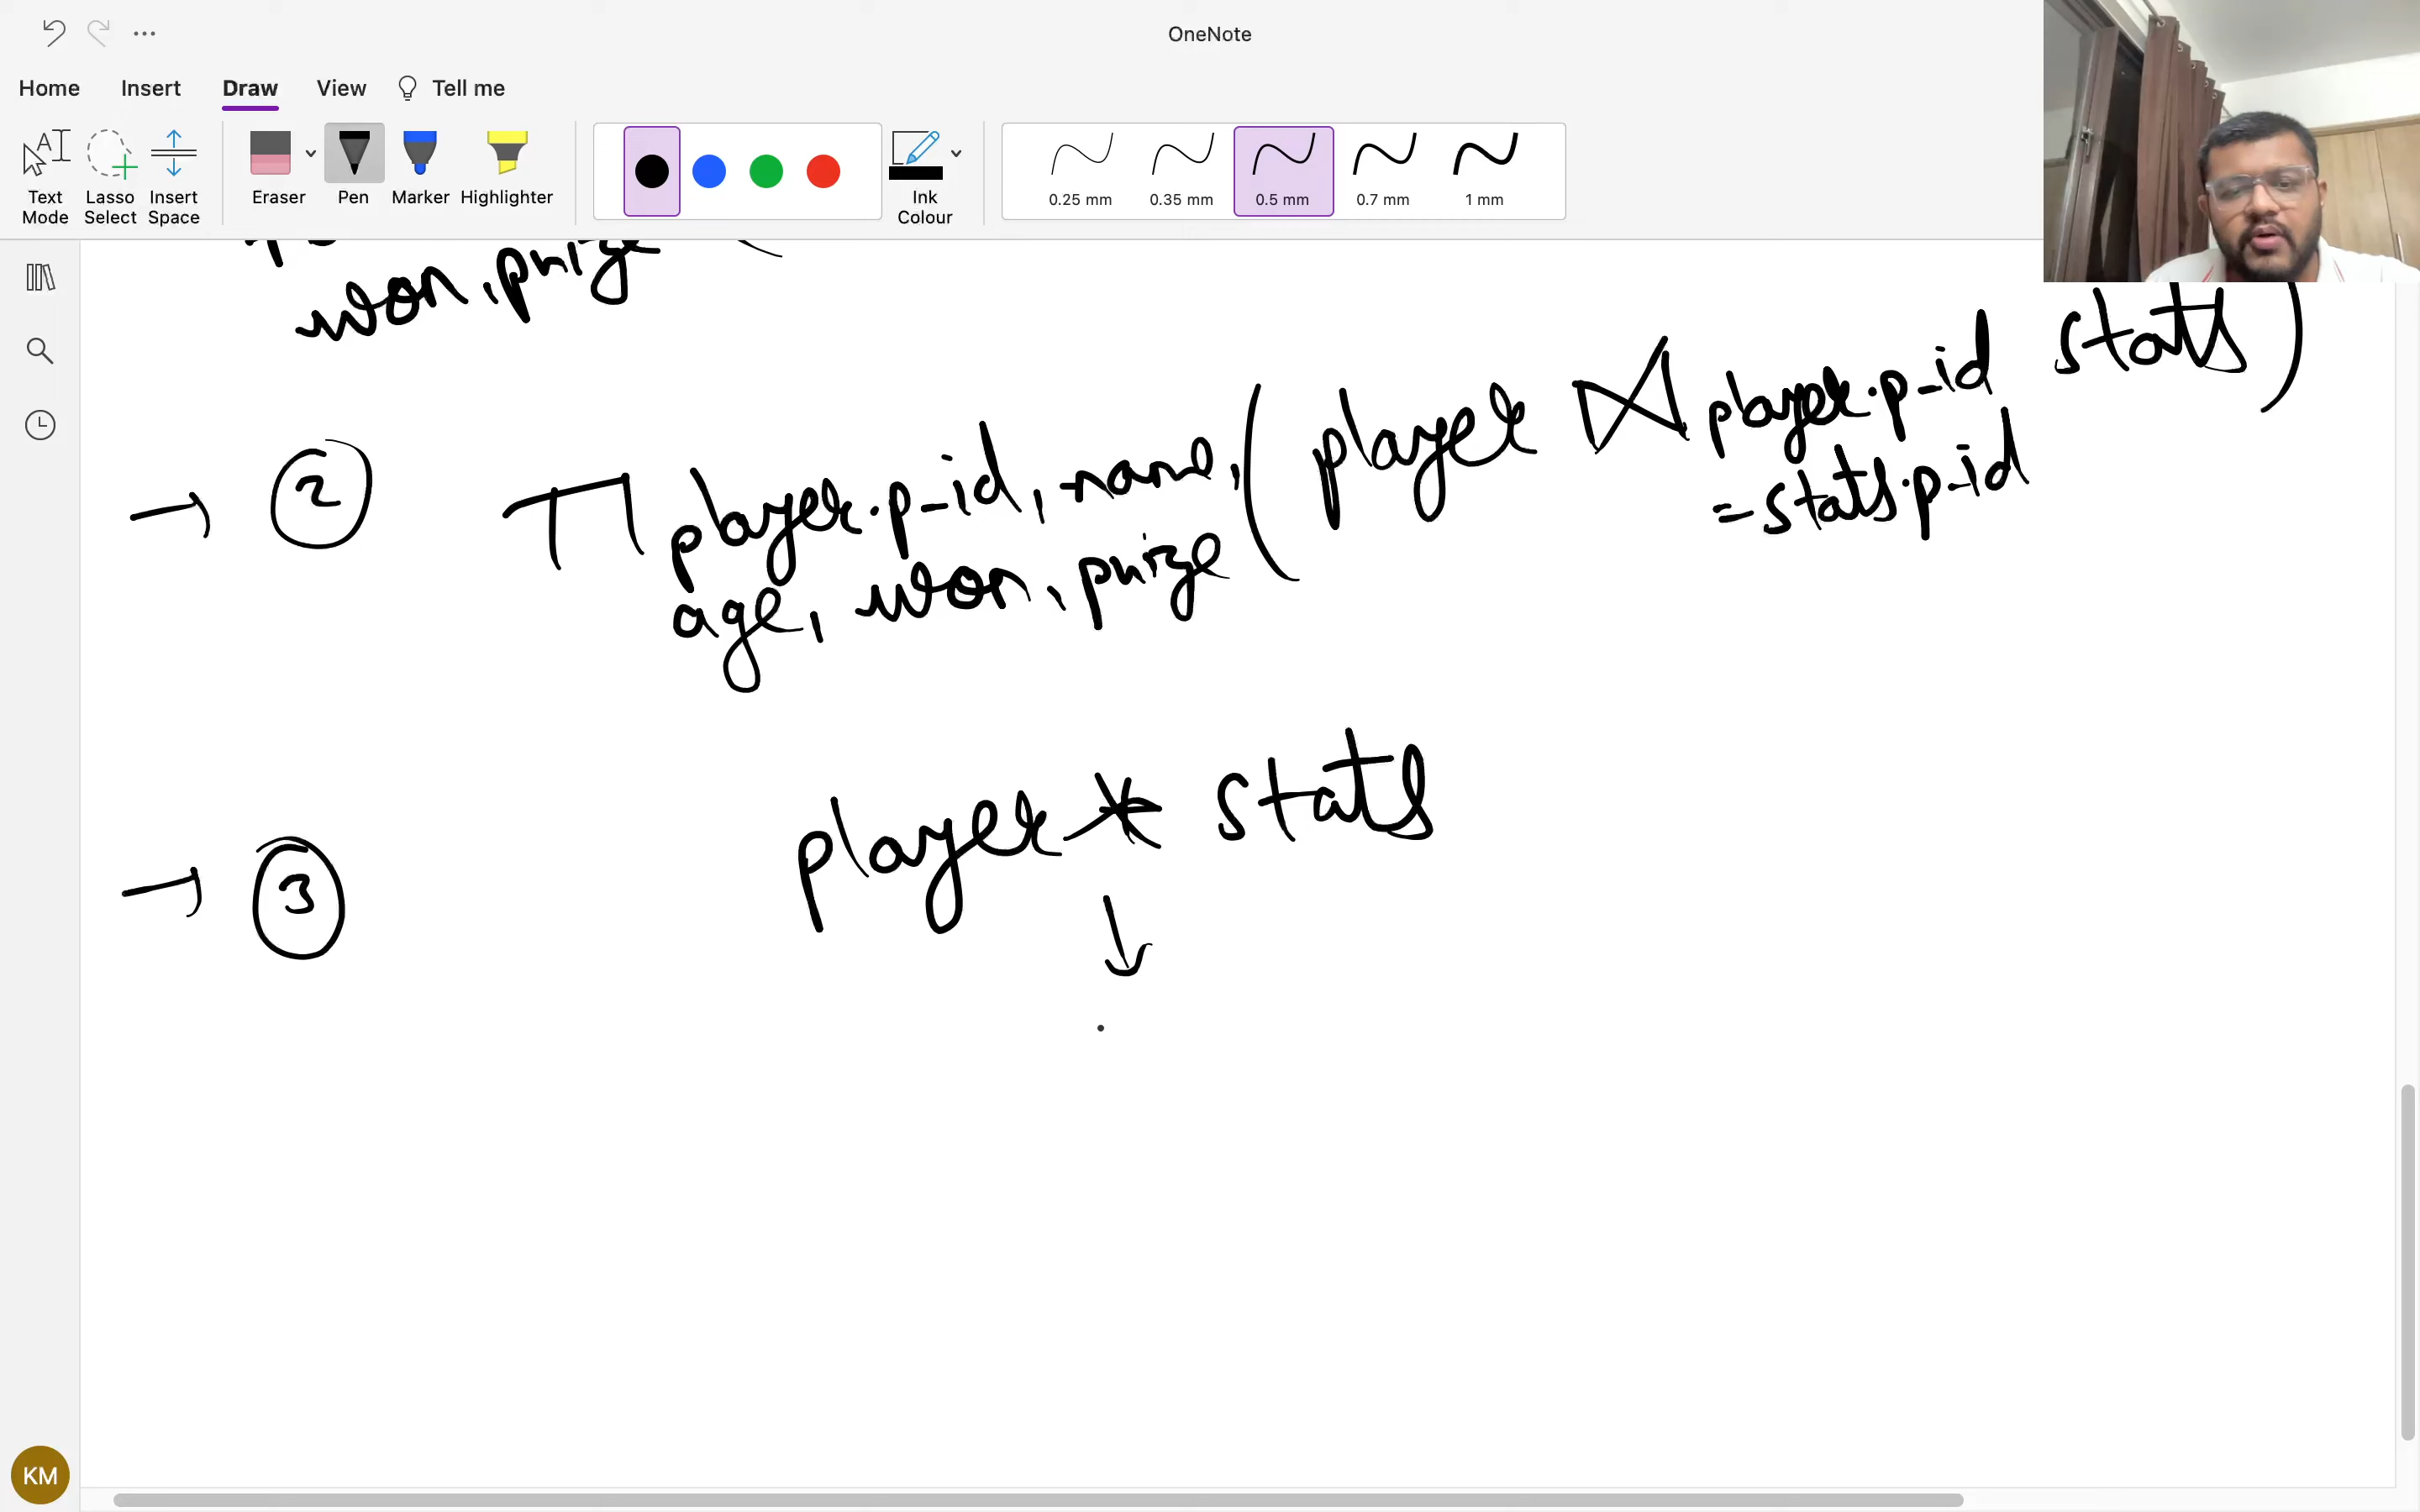 OneNote
Home Insert Draw View Tell me
Text Mode
Lasso Select
Insert Space
Eraser
Pen
Marker
Highlighter
Ink Colour
0.25 mm
0.35 mm
0.5 mm
0.7 mm
1 mm
won, prize (
→ ② π player.p-id, name, ( player ⋈ player.p-id stats )
age, won, prize = stats.p-id
→ ③ player * stats
↓
KM